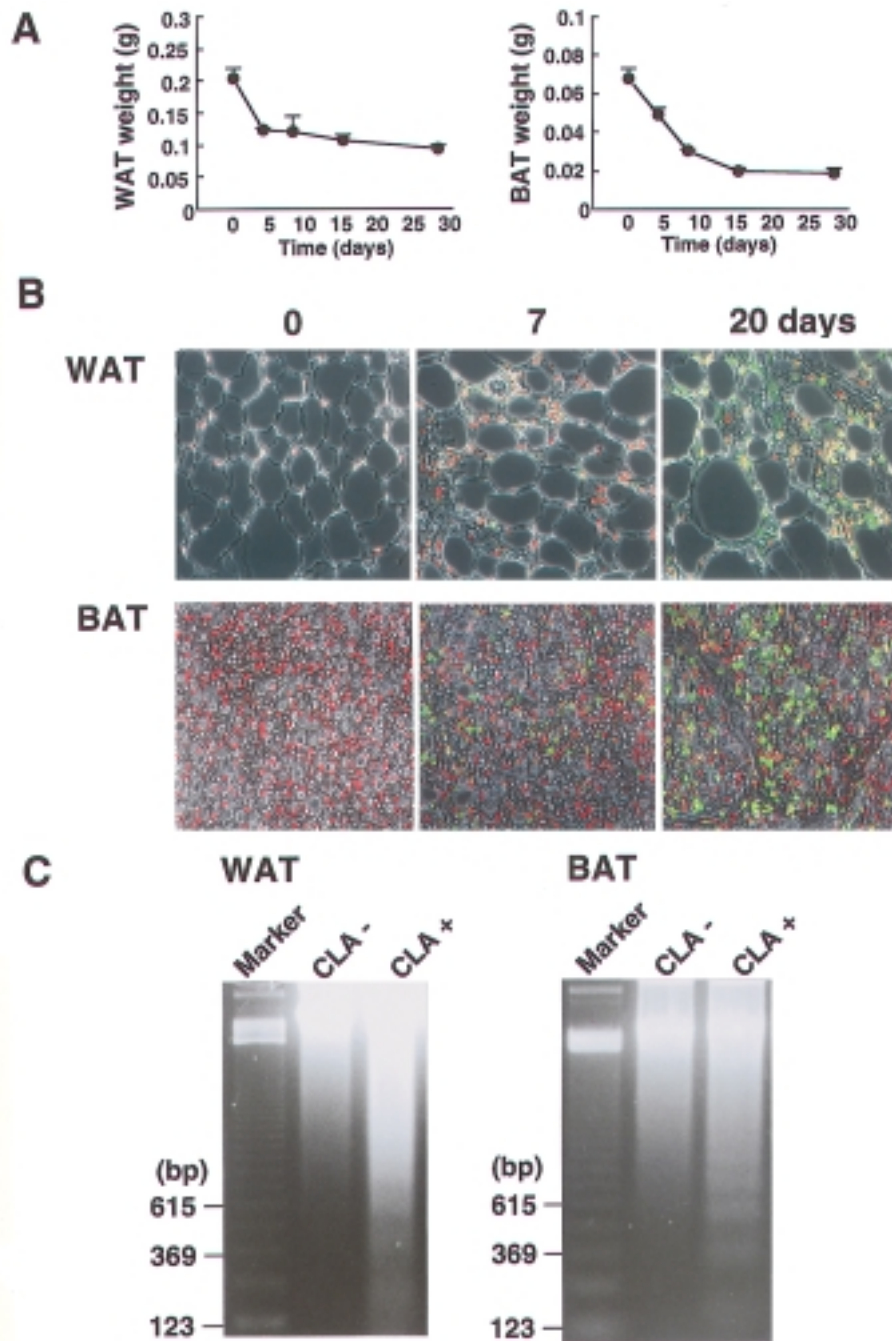 A
WAT weight (g)
0.3
0.25
0.2
0.15
0.1
0.05
0
0 5 10 15 20 25 30
Time (days)
BAT weight (g)
0.1
0.08
0.06
0.04
0.02
0
0 5 10 15 20 25 30
Time (days)
B
0 7 20 days
WAT
BAT
C
WAT
Marker CLA - CLA +
(bp)
615
369
123
BAT
Marker CLA - CLA +
(bp)
615
369
123